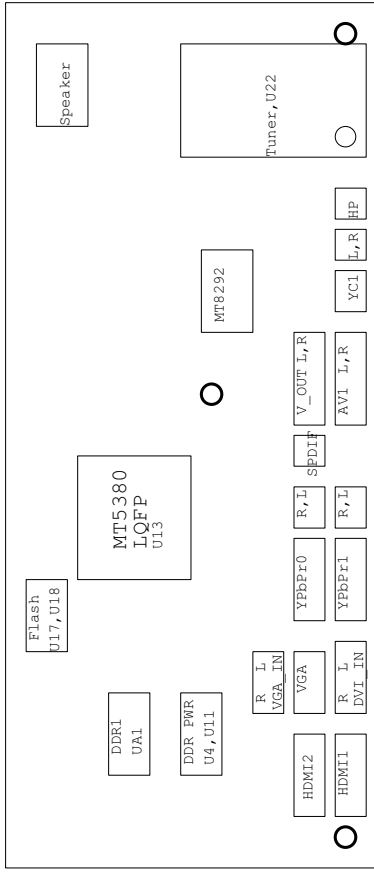 Speaker
Tuner,U22
HP
L,R
YC1
MT8292
V_OUT L,R
AV1 L,R
SPDIF
MT5380
LQFP
U13
R,L
R,L
Flash
U17,U18
YPbPr0
YPbPr1
R L
VGA_IN
VGA
R L
DVI_IN
DDR1
UA1
DDR PWR
U4,U11
HDMI2
HDMI1